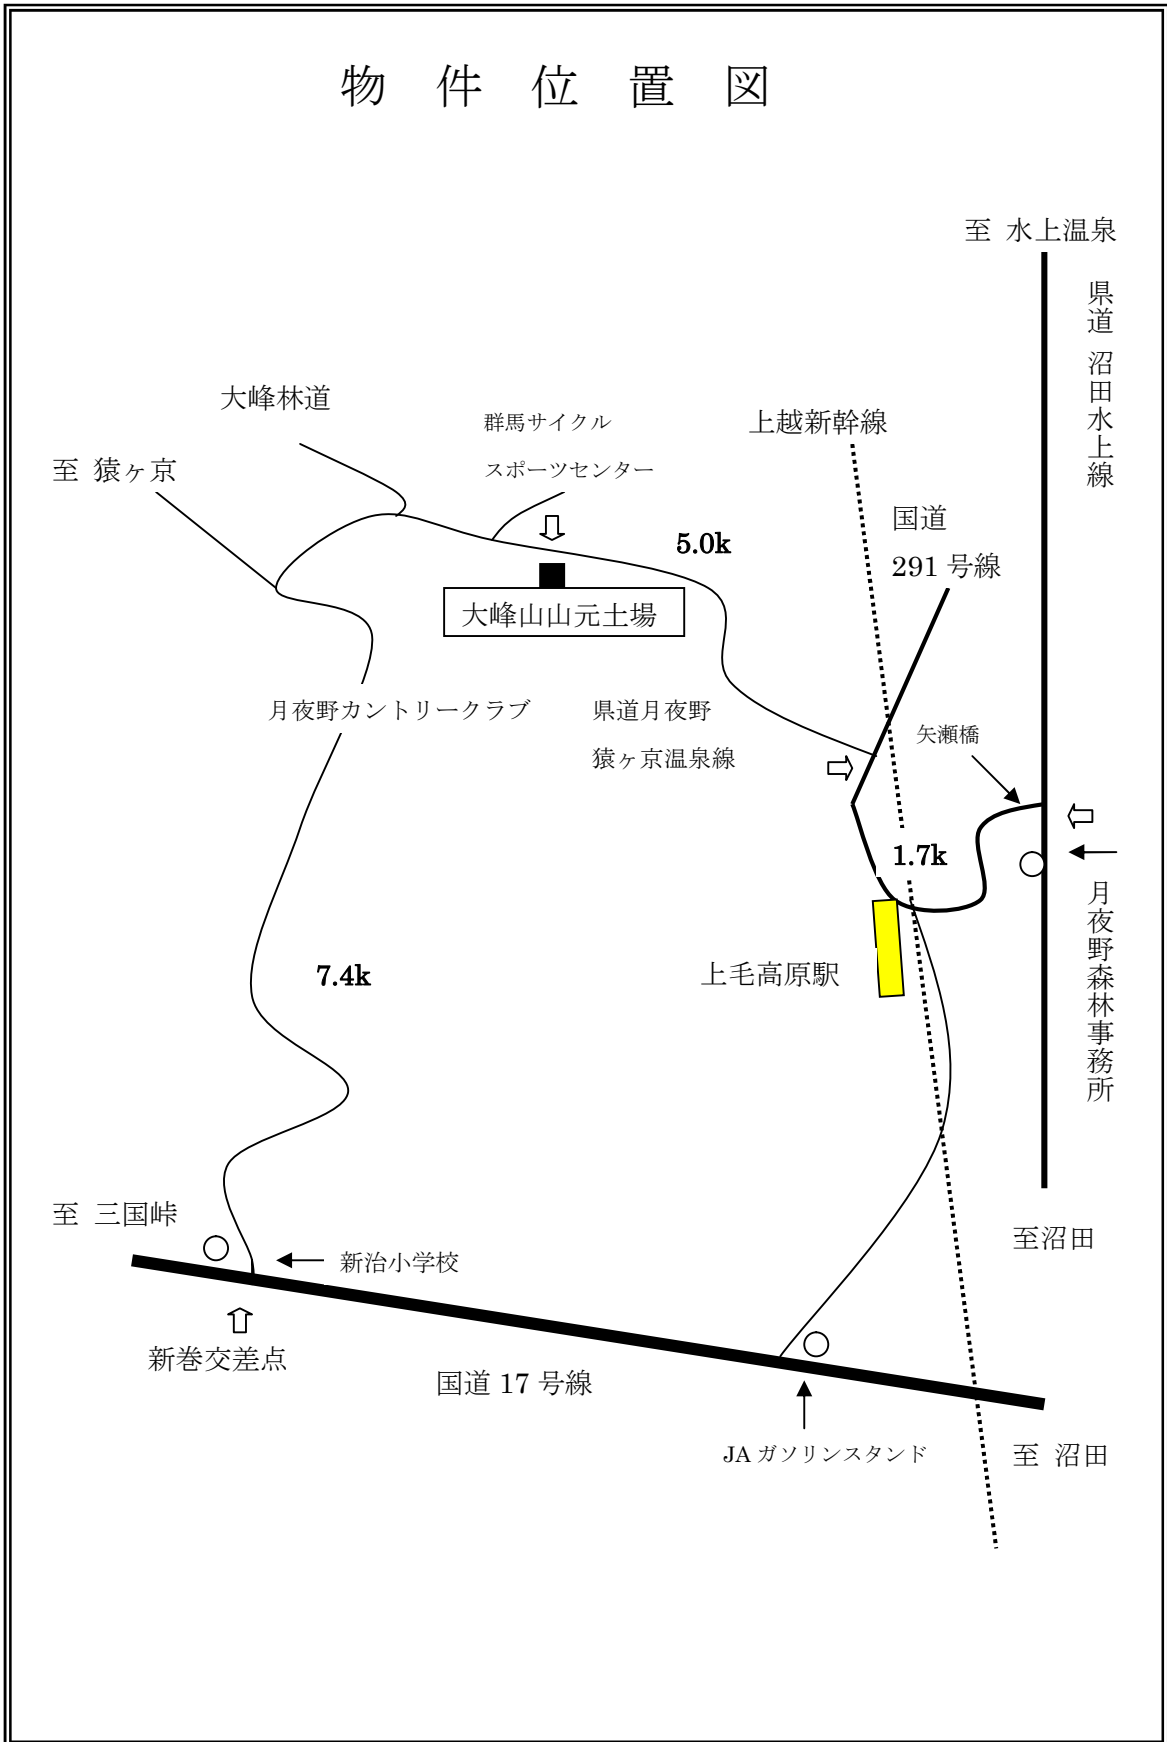 物 件 位 置 図
至 水上温泉
県道 沼田水上線
大峰林道
群馬サイクル
スポーツセンター
上越新幹線
至 猿ヶ京
国道
291 号線
5.0k
大峰山山元土場
月夜野カントリークラブ
県道月夜野
猿ヶ京温泉線
矢瀬橋
1.7k
月夜野森林事務所
上毛高原駅
7.4k
至 三国峠
至沼田
新治小学校
新巻交差点
国道 17 号線
JA ガソリンスタンド
至 沼田